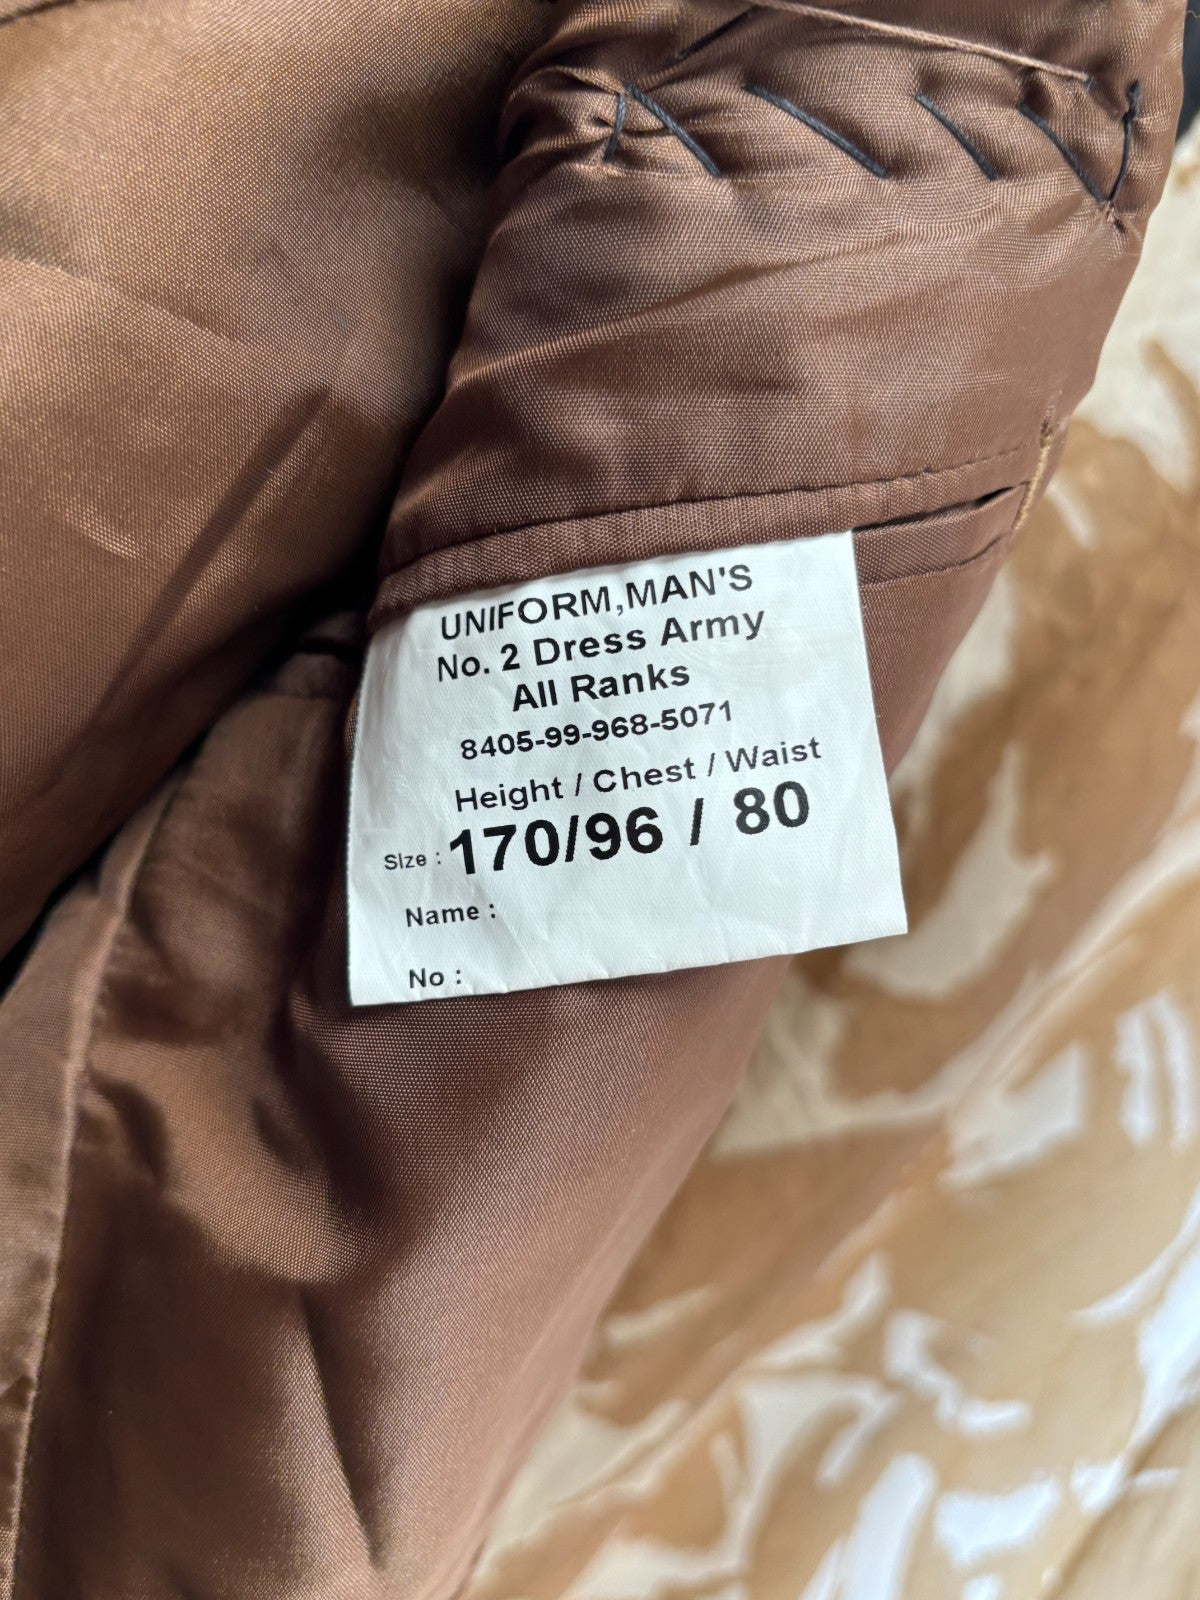 UNIFORM,MAN'S
No. 2 Dress Army
All Ranks
8405-99-968-5071
Height / Chest / Waist
Size : 170/96 / 80
Name :
No :